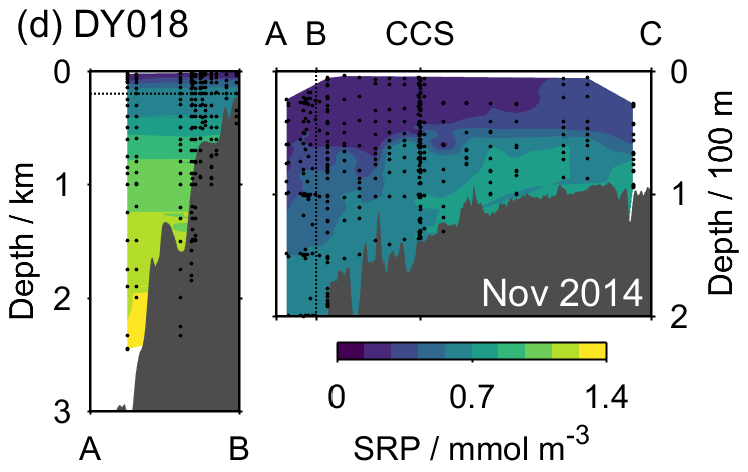 (d) DY018
A B CCS C
0
1
2
3
Depth / km
A B
0
1
2
Depth / 100 m
Nov 2014
0 0.7 1.4
SRP / mmol m⁻³